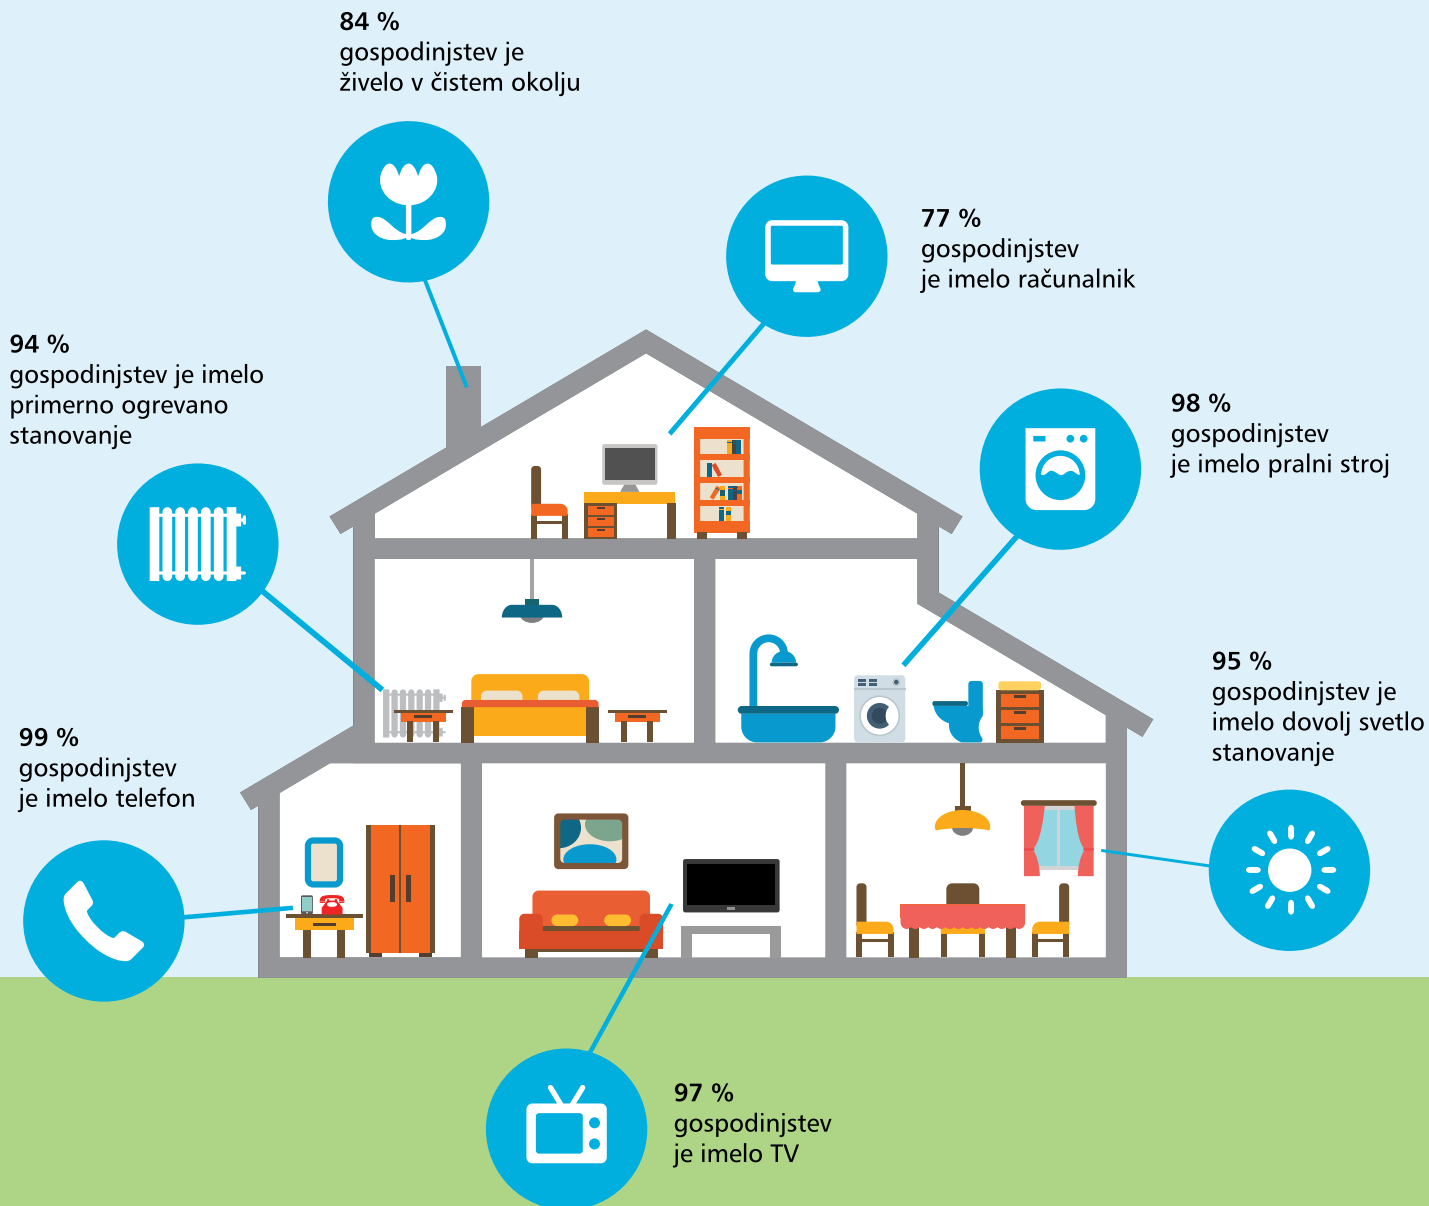 84 %
gospodinjstev je
živelo v čistem okolju
77 %
gospodinjstev
je imelo računalnik
94 %
gospodinjstev je imelo
primerno ogrevano
stanovanje
98 %
gospodinjstev
je imelo pralni stroj
95 %
gospodinjstev je
imelo dovolj svetlo
stanovanje
99 %
gospodinjstev
je imelo telefon
97 %
gospodinjstev
je imelo TV